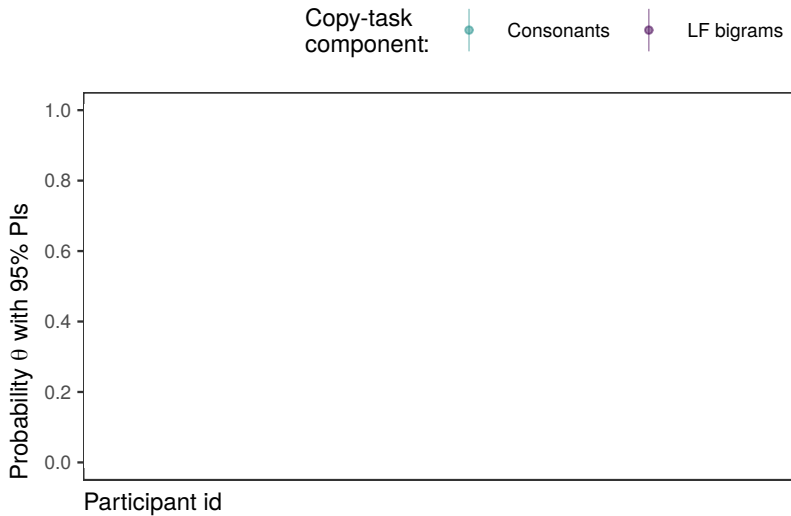 Copy-task
component:
Consonants
LF bigrams
1.0
0.8
0.6
0.4
0.2
0.0
Probability θ with 95% PIs
Participant id